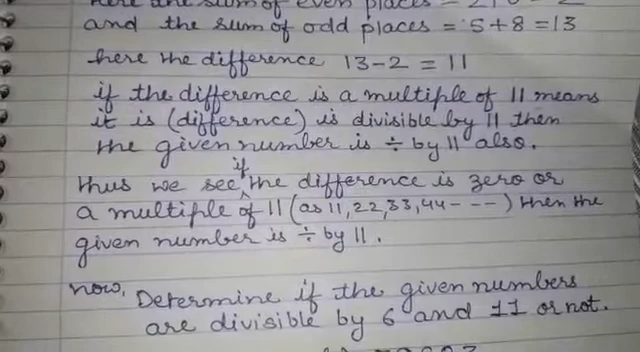 and the sum of odd places = 5+8 = 13
here the difference 13-2 = 11
if the difference is a multiple of 11 means
it is (difference) is divisible by 11 then
the given number is ÷ by 11 also.
thus we see if the difference is zero or
a multiple of 11 (as 11,22,33,44- - - -) then the
given number is ÷ by 11.
now, Determine if the given numbers
are divisible by 6 and 11 or not.